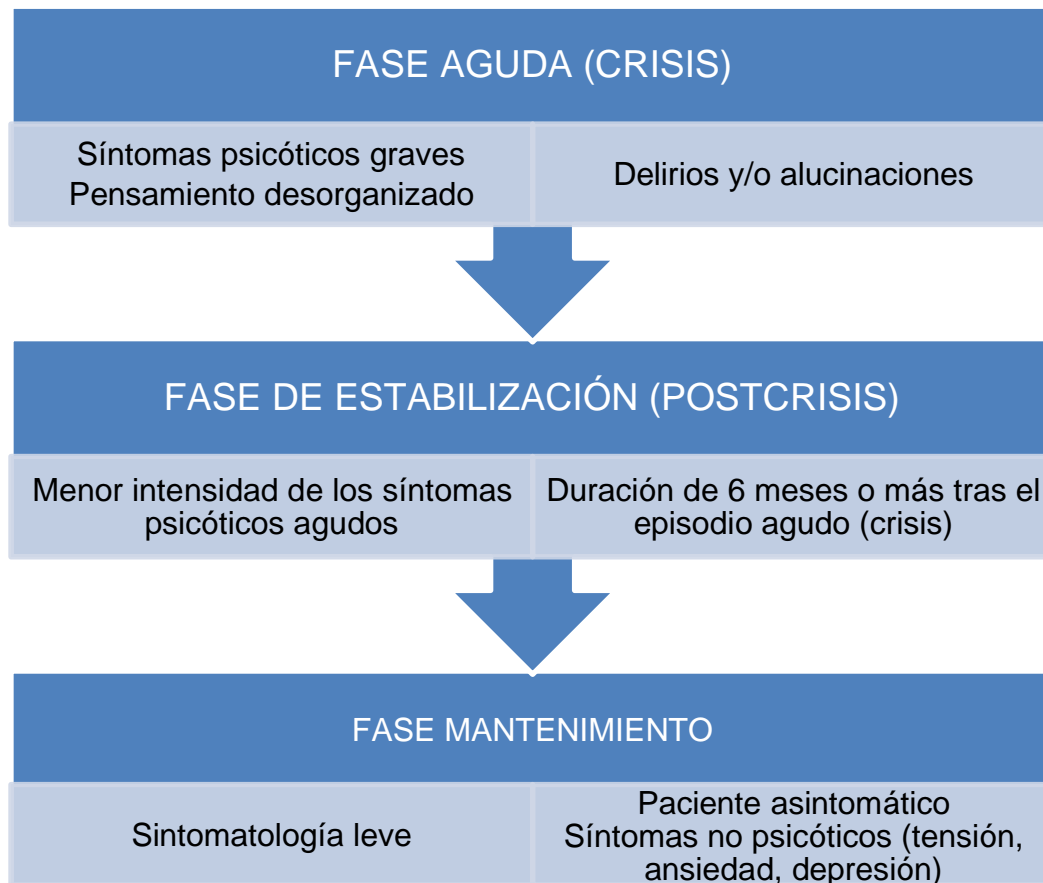 FASE AGUDA (CRISIS)
Síntomas psicóticos graves
Pensamiento desorganizado
Delirios y/o alucinaciones
FASE DE ESTABILIZACIÓN (POSTCRISIS)
Menor intensidad de los síntomas
psicóticos agudos
Duración de 6 meses o más tras el
episodio agudo (crisis)
FASE MANTENIMIENTO
Sintomatología leve
Paciente asintomático
Síntomas no psicóticos (tensión,
ansiedad, depresión)